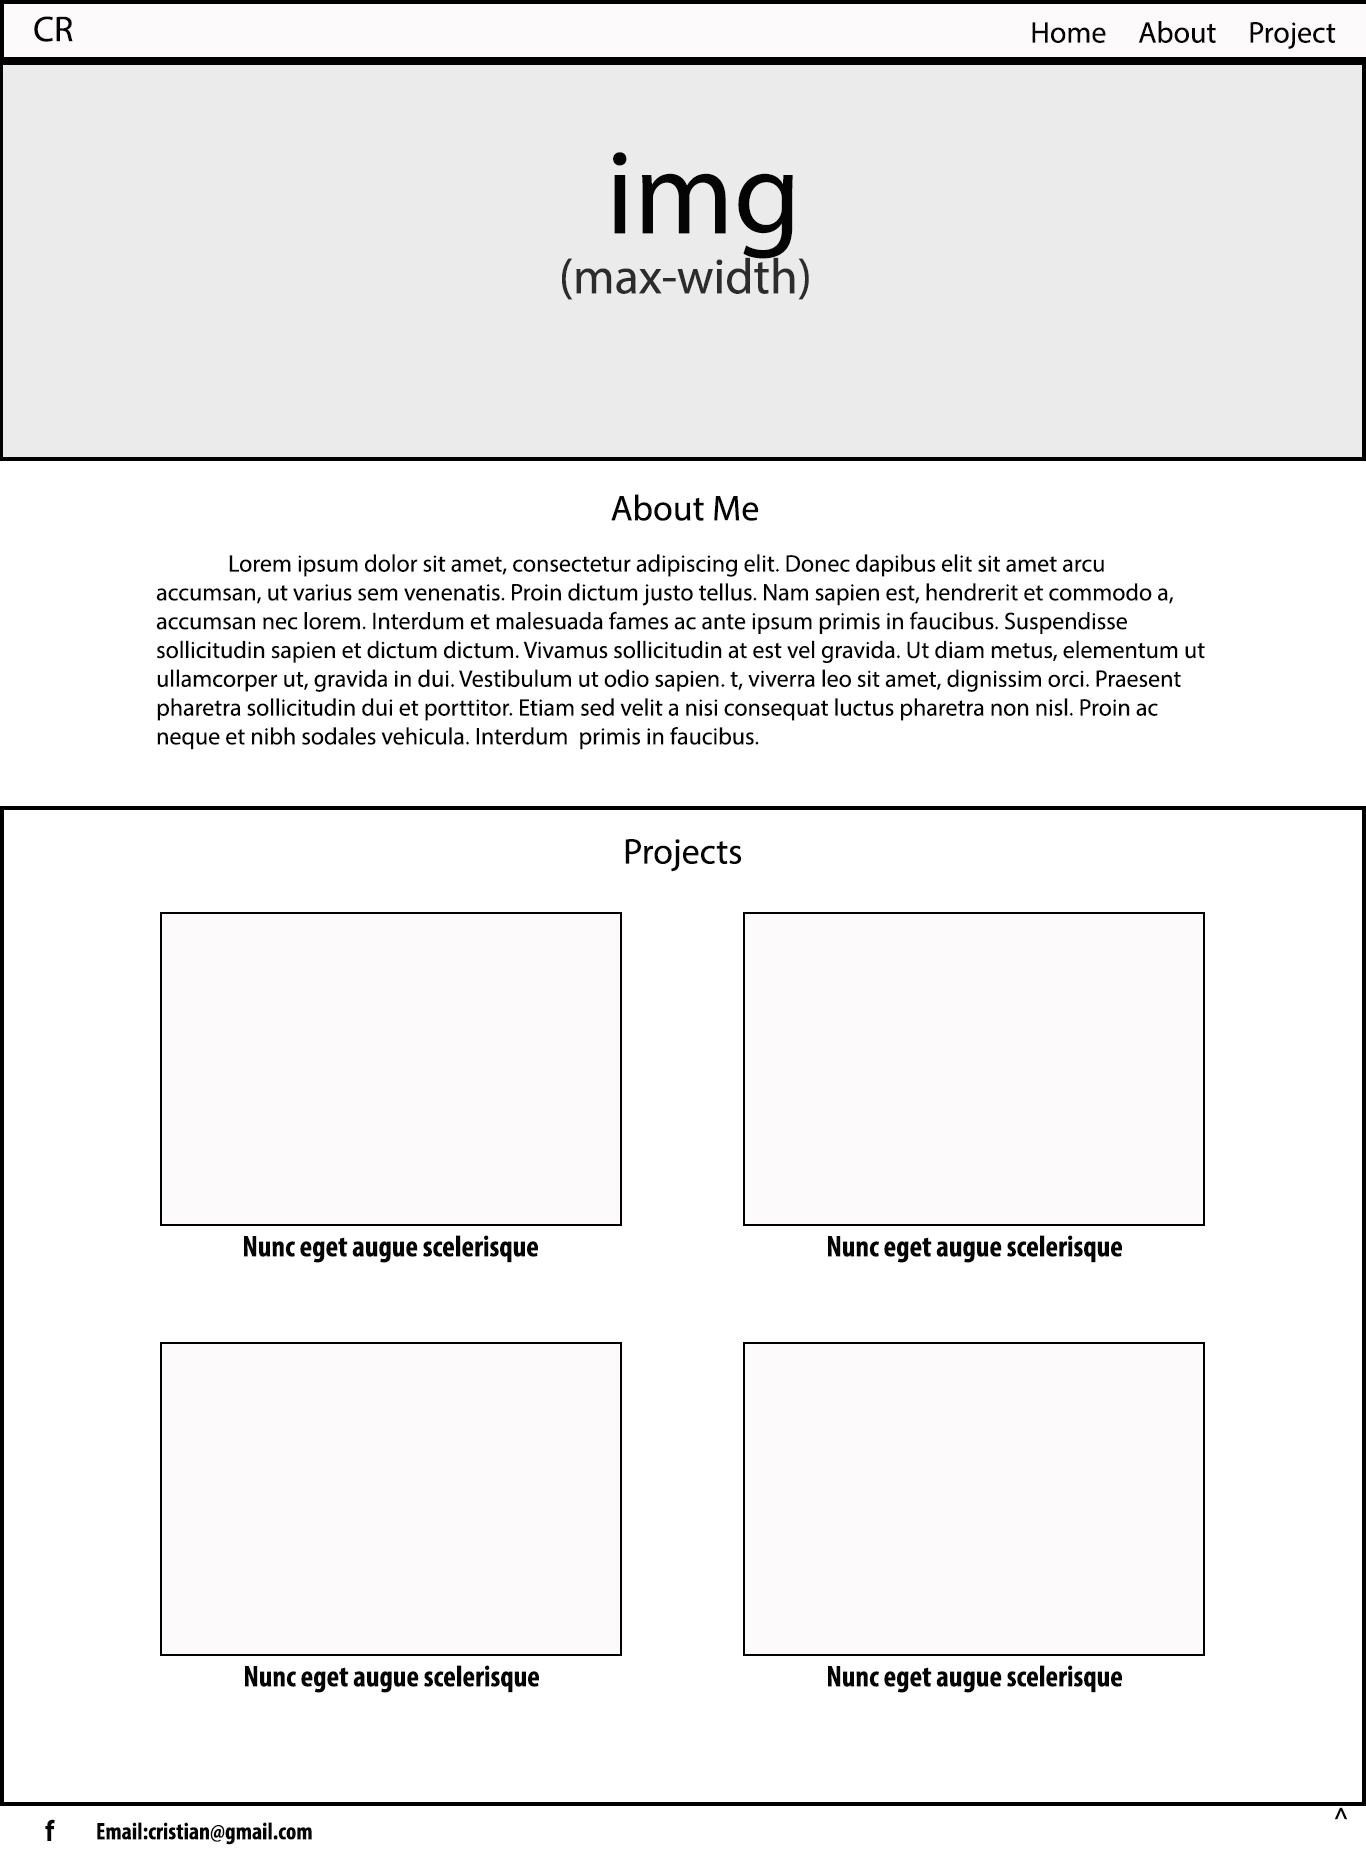 CR
Home About Project
img
(max-width)
About Me
Lorem ipsum dolor sit amet, consectetur adipiscing elit. Donec dapibus elit sit amet arcu
accumsan, ut varius sem venenatis. Proin dictum justo tellus. Nam sapien est, hendrerit et commodo a,
accumsan nec lorem. Interdum et malesuada fames ac ante ipsum primis in faucibus. Suspendisse
sollicitudin sapien et dictum dictum. Vivamus sollicitudin at est vel gravida. Ut diam metus, elementum ut
ullamcorper ut, gravida in dui. Vestibulum ut odio sapien. t, viverra leo sit amet, dignissim orci. Praesent
pharetra sollicitudin dui et porttitor. Etiam sed velit a nisi consequat luctus pharetra non nisl. Proin ac
neque et nibh sodales vehicula. Interdum  primis in faucibus.
Projects
Nunc eget augue scelerisque
Nunc eget augue scelerisque
Nunc eget augue scelerisque
Nunc eget augue scelerisque
f Email:cristian@gmail.com ^